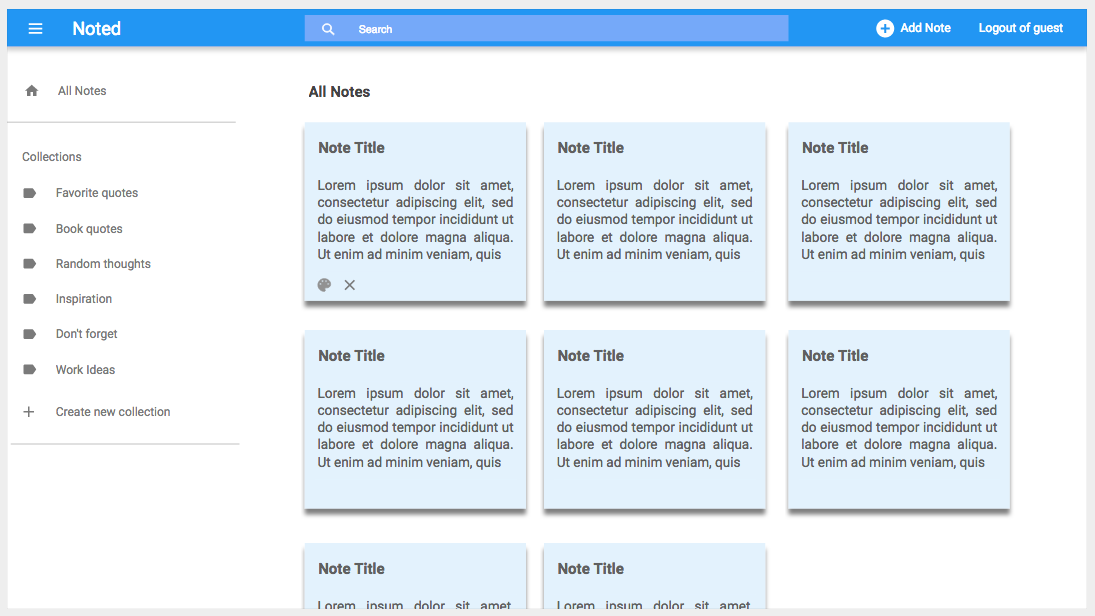 Noted
Search
Add Note
Logout of guest
All Notes
Collections
Favorite quotes
Book quotes
Random thoughts
Inspiration
Don't forget
Work Ideas
Create new collection
All Notes
Note Title
Lorem ipsum dolor sit amet,
consectetur adipiscing elit, sed
do eiusmod tempor incididunt ut
labore et dolore magna aliqua.
Ut enim ad minim veniam, quis
Note Title
Lorem ipsum dolor sit amet,
consectetur adipiscing elit, sed
do eiusmod tempor incididunt ut
labore et dolore magna aliqua.
Ut enim ad minim veniam, quis
Note Title
Lorem ipsum dolor sit amet,
consectetur adipiscing elit, sed
do eiusmod tempor incididunt ut
labore et dolore magna aliqua.
Ut enim ad minim veniam, quis
Note Title
Lorem ipsum dolor sit amet,
consectetur adipiscing elit, sed
do eiusmod tempor incididunt ut
labore et dolore magna aliqua.
Ut enim ad minim veniam, quis
Note Title
Lorem ipsum dolor sit amet,
consectetur adipiscing elit, sed
do eiusmod tempor incididunt ut
labore et dolore magna aliqua.
Ut enim ad minim veniam, quis
Note Title
Lorem ipsum dolor sit amet,
consectetur adipiscing elit, sed
do eiusmod tempor incididunt ut
labore et dolore magna aliqua.
Ut enim ad minim veniam, quis
Note Title
Lorem ipsum dolor sit amet,
Note Title
Lorem ipsum dolor sit amet,